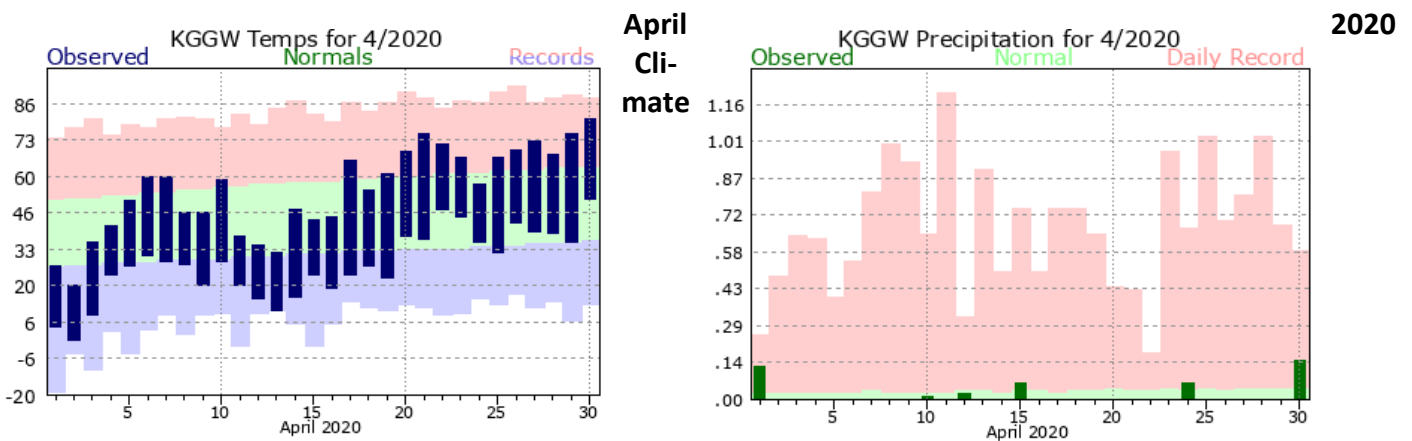 April 2020
Cli-
mate
KGGW Temps for 4/2020
Observed Normals Records
86
73
60
46
33
20
6
-6
-20
5 10 15 20 25 30
April 2020
KGGW Precipitation for 4/2020
Observed Normal Daily Record
1.16
1.01
.87
.72
.58
.43
.29
.14
.00
5 10 15 20 25 30
April 2020